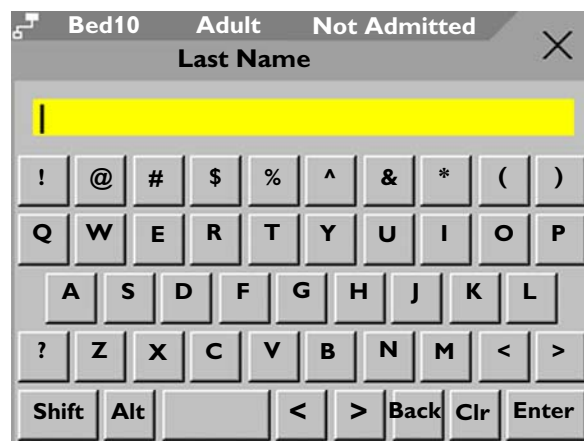 Bed10 Adult Not Admitted
Last Name
! @ # $ % ^ & * ( )
Q W E R T Y U I O P
A S D F G H J K L
? Z X C V B N M < >
Shift Alt < > Back Clr Enter